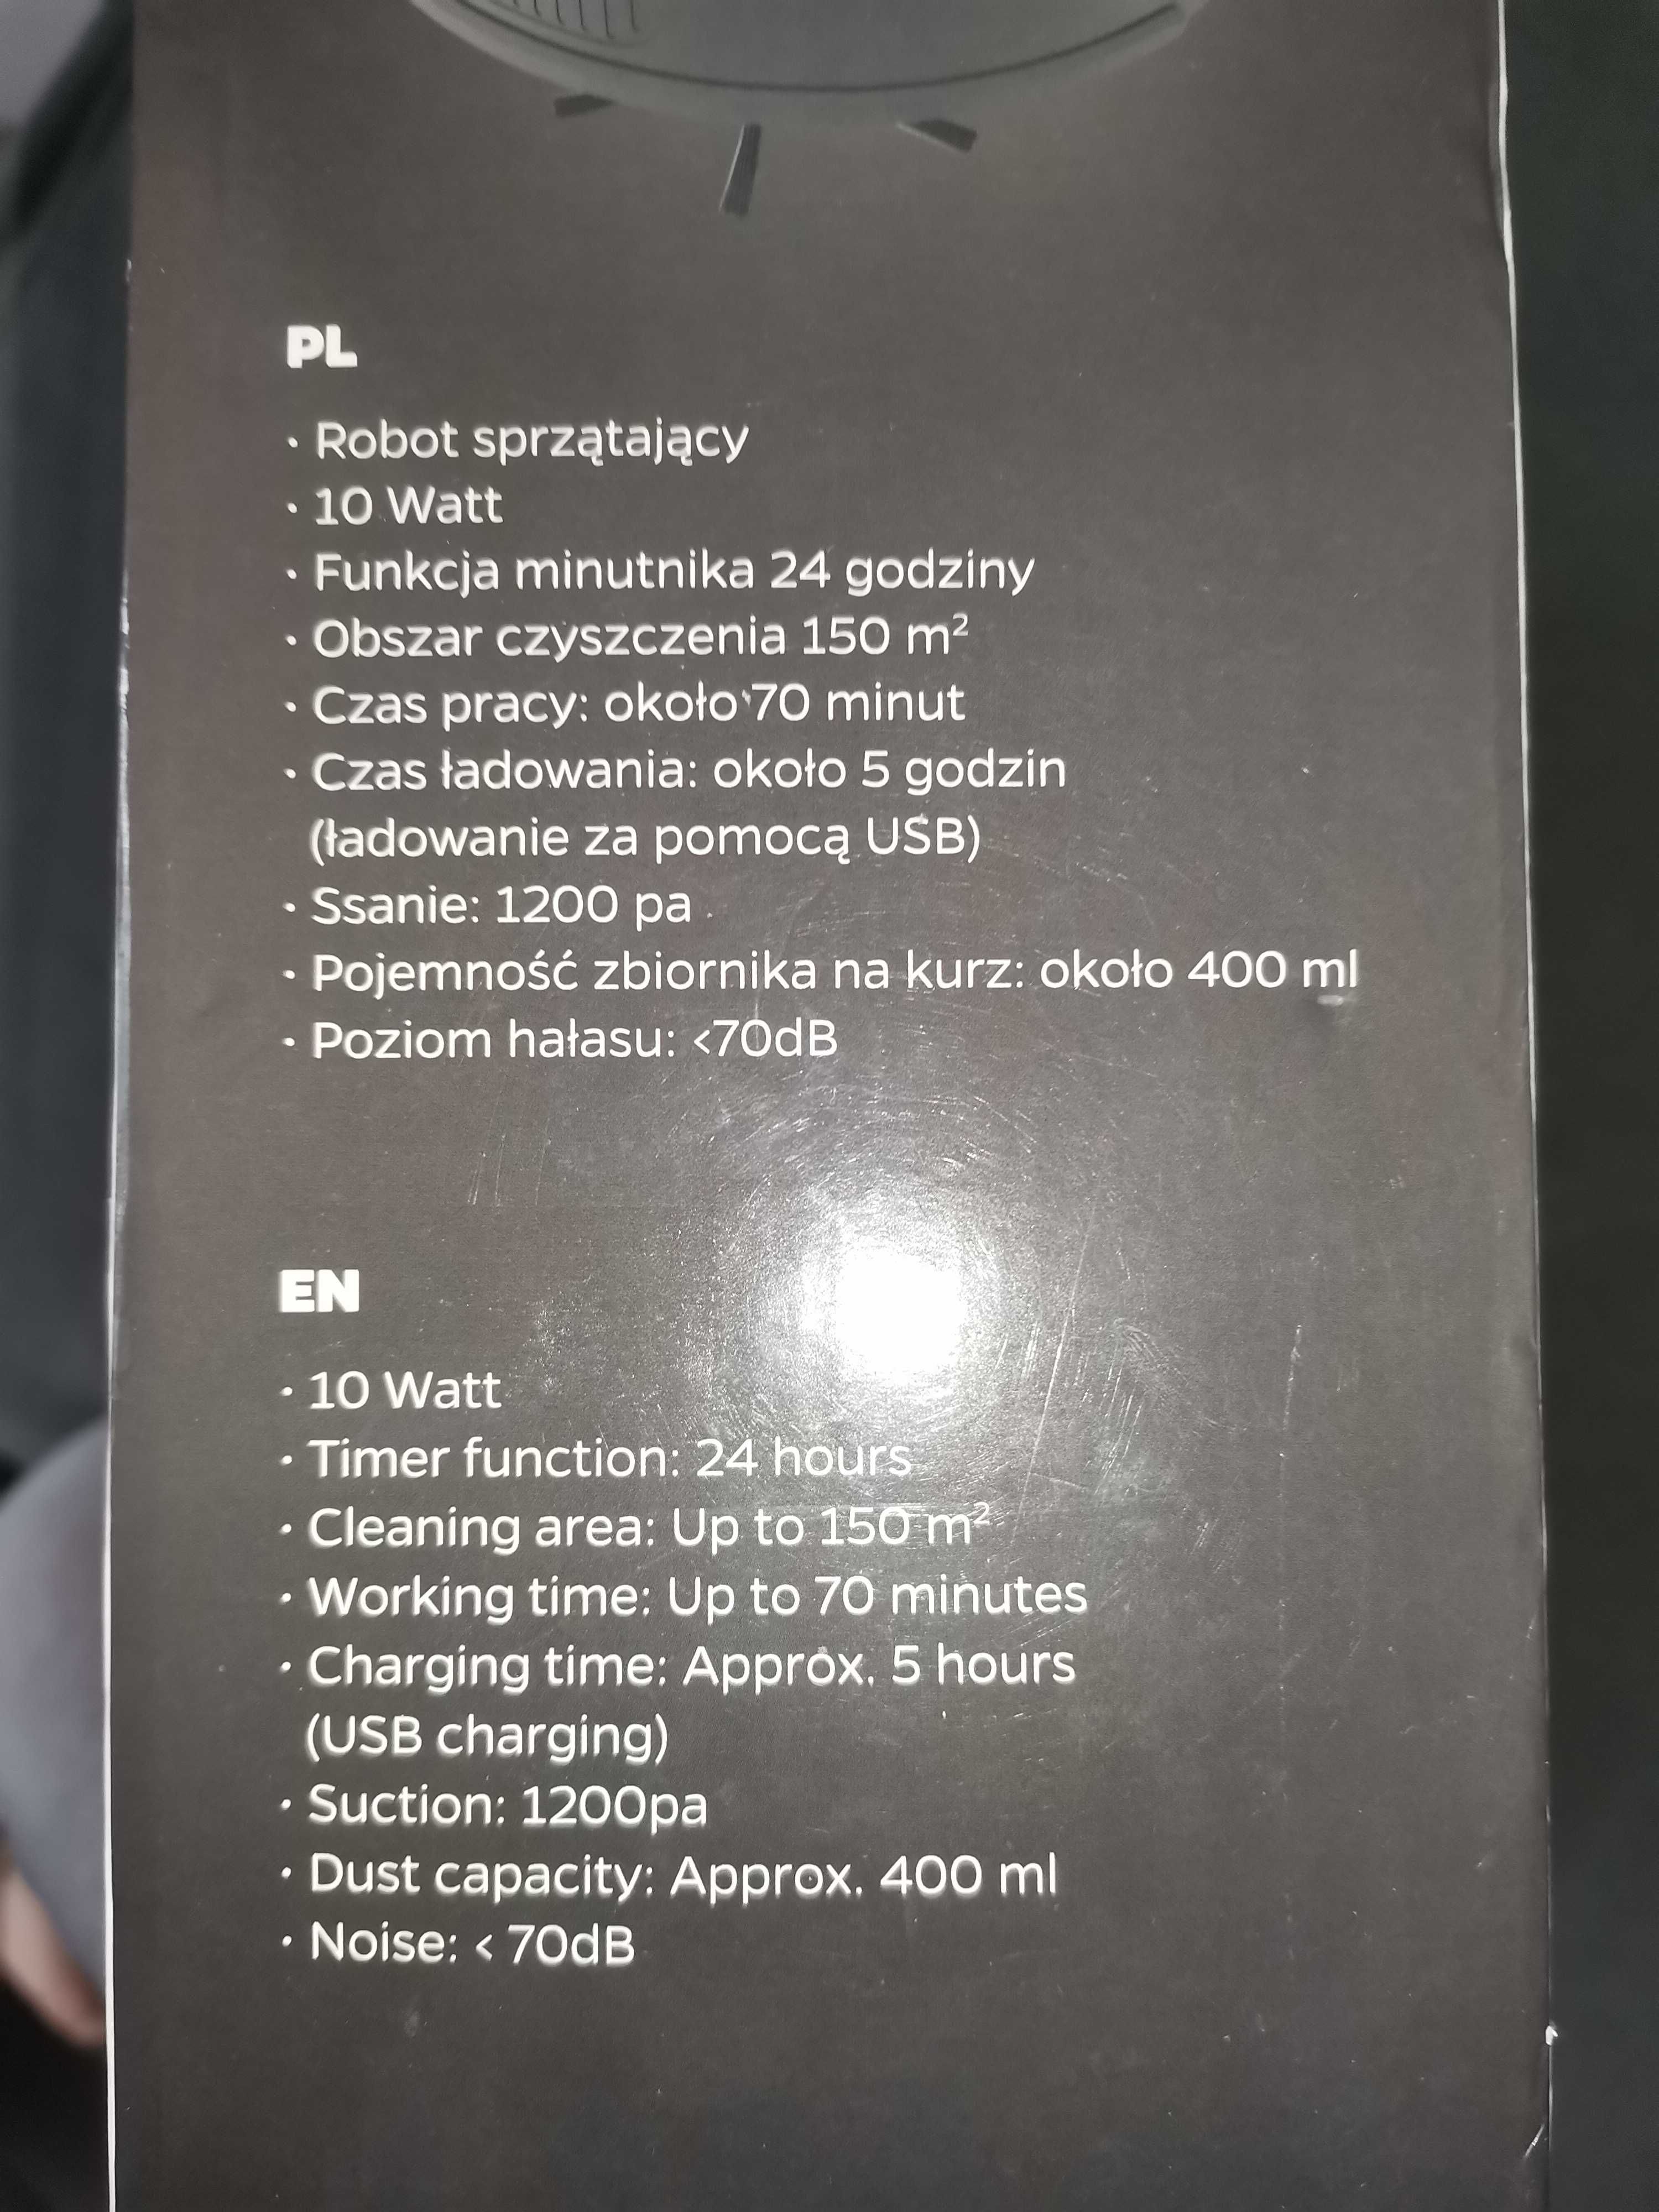 PL
· Robot sprzątający
· 10 Watt
· Funkcja minutnika 24 godziny
· Obszar czyszczenia 150 m²
· Czas pracy: około 70 minut
· Czas ładowania: około 5 godzin
(ładowanie za pomocą USB)
· Ssanie: 1200 pa
· Pojemność zbiornika na kurz: około 400 ml
· Poziom hałasu: <70dB
EN
· 10 Watt
· Timer function: 24 hours
· Cleaning area: Up to 150 m²
· Working time: Up to 70 minutes
· Charging time: Approx. 5 hours
(USB charging)
· Suction: 1200pa
· Dust capacity: Approx. 400 ml
· Noise: < 70dB